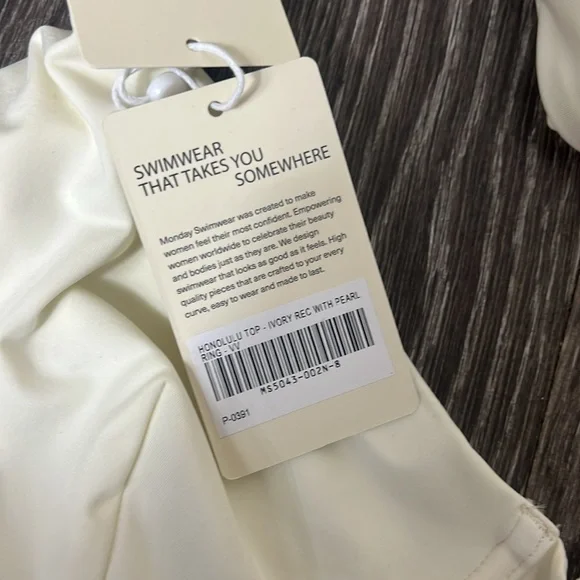 SWIMWEAR
THAT TAKES YOU
SOMEWHERE
Monday Swimwear was created to make
women feel their most confident. Empowering
women worldwide to celebrate their beauty
and bodies just as they are. We design
swimwear that looks as good as it feels. High
quality pieces that are crafted to your every
curve, easy to wear and made to last.
HONOLULU TOP - IVORY REC WITH PEARL
RING - VV
MS5043-002N-8
P-0391